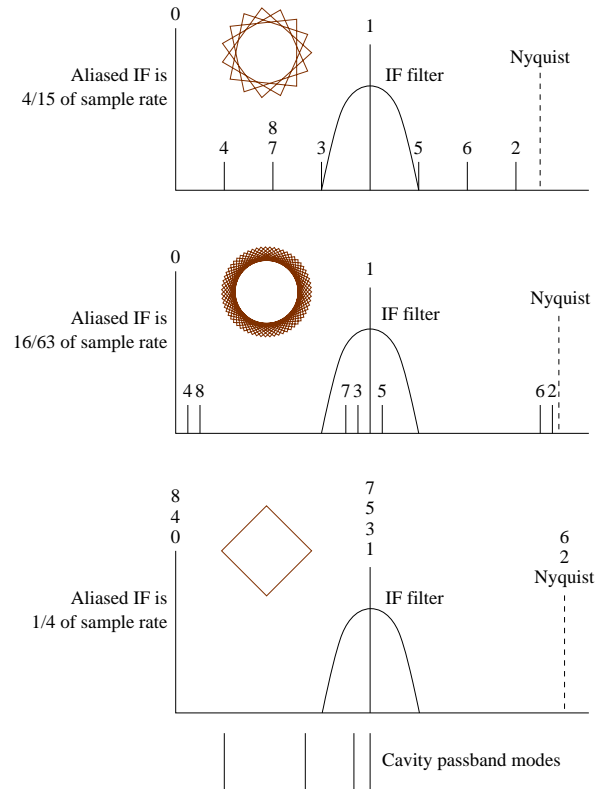 0
1
Nyquist
Aliased IF is
4/15 of sample rate
IF filter
8
4 7 3 5 6 2
0
1
Nyquist
Aliased IF is
16/63 of sample rate
IF filter
4 8 7 3 5 6 2
8
4
0
7
5
3
1
6
2
Nyquist
Aliased IF is
1/4 of sample rate
IF filter
Cavity passband modes